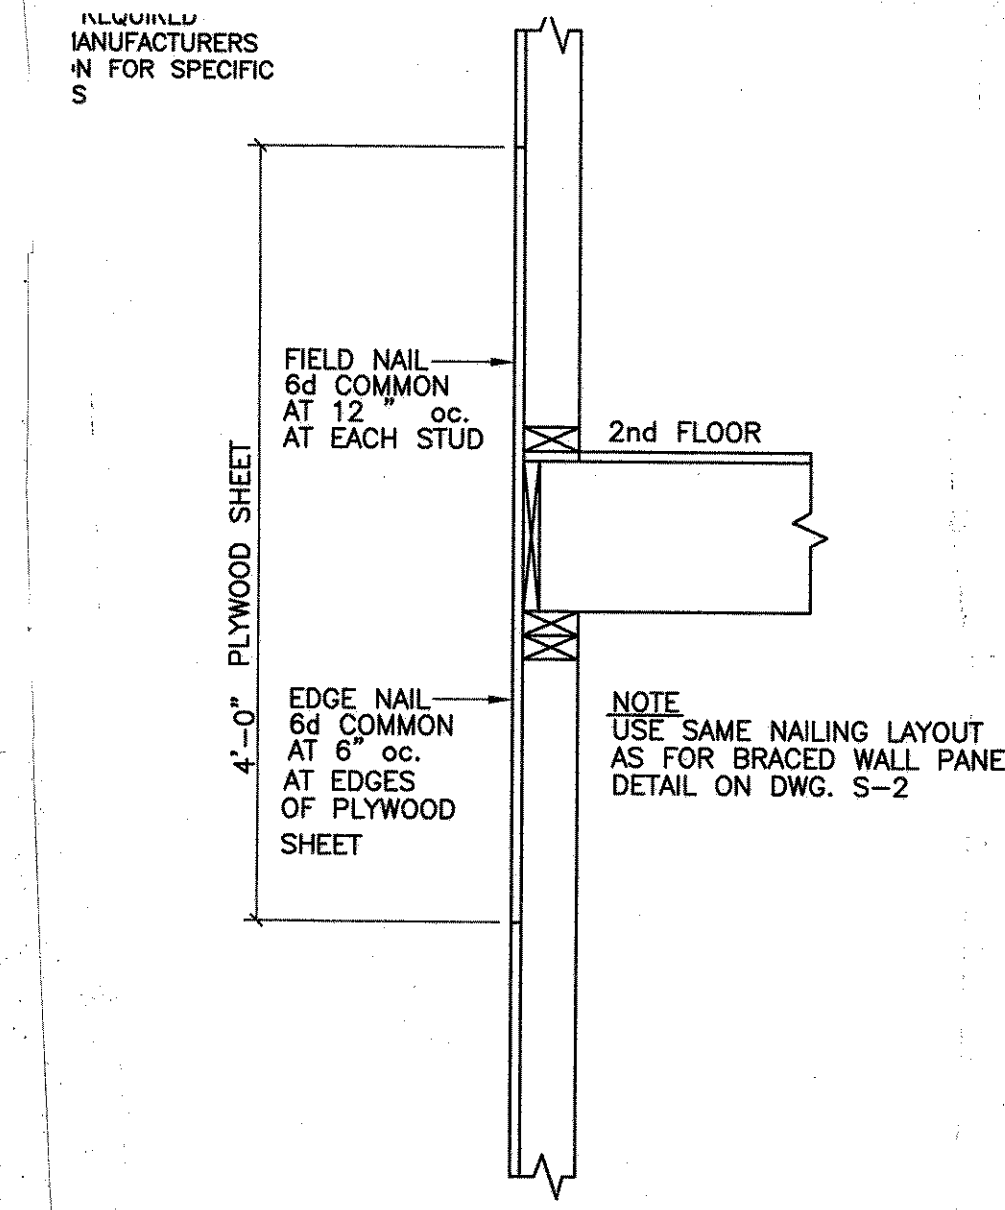 REQUIRED
MANUFACTURERS
N FOR SPECIFIC
S
FIELD NAIL
6d COMMON
AT 12 " oc.
AT EACH STUD
2nd FLOOR
4'-0" PLYWOOD SHEET
EDGE NAIL
6d COMMON
AT 6" oc.
AT EDGES
OF PLYWOOD
SHEET
NOTE
USE SAME NAILING LAYOUT
AS FOR BRACED WALL PANE
DETAIL ON DWG. S-2